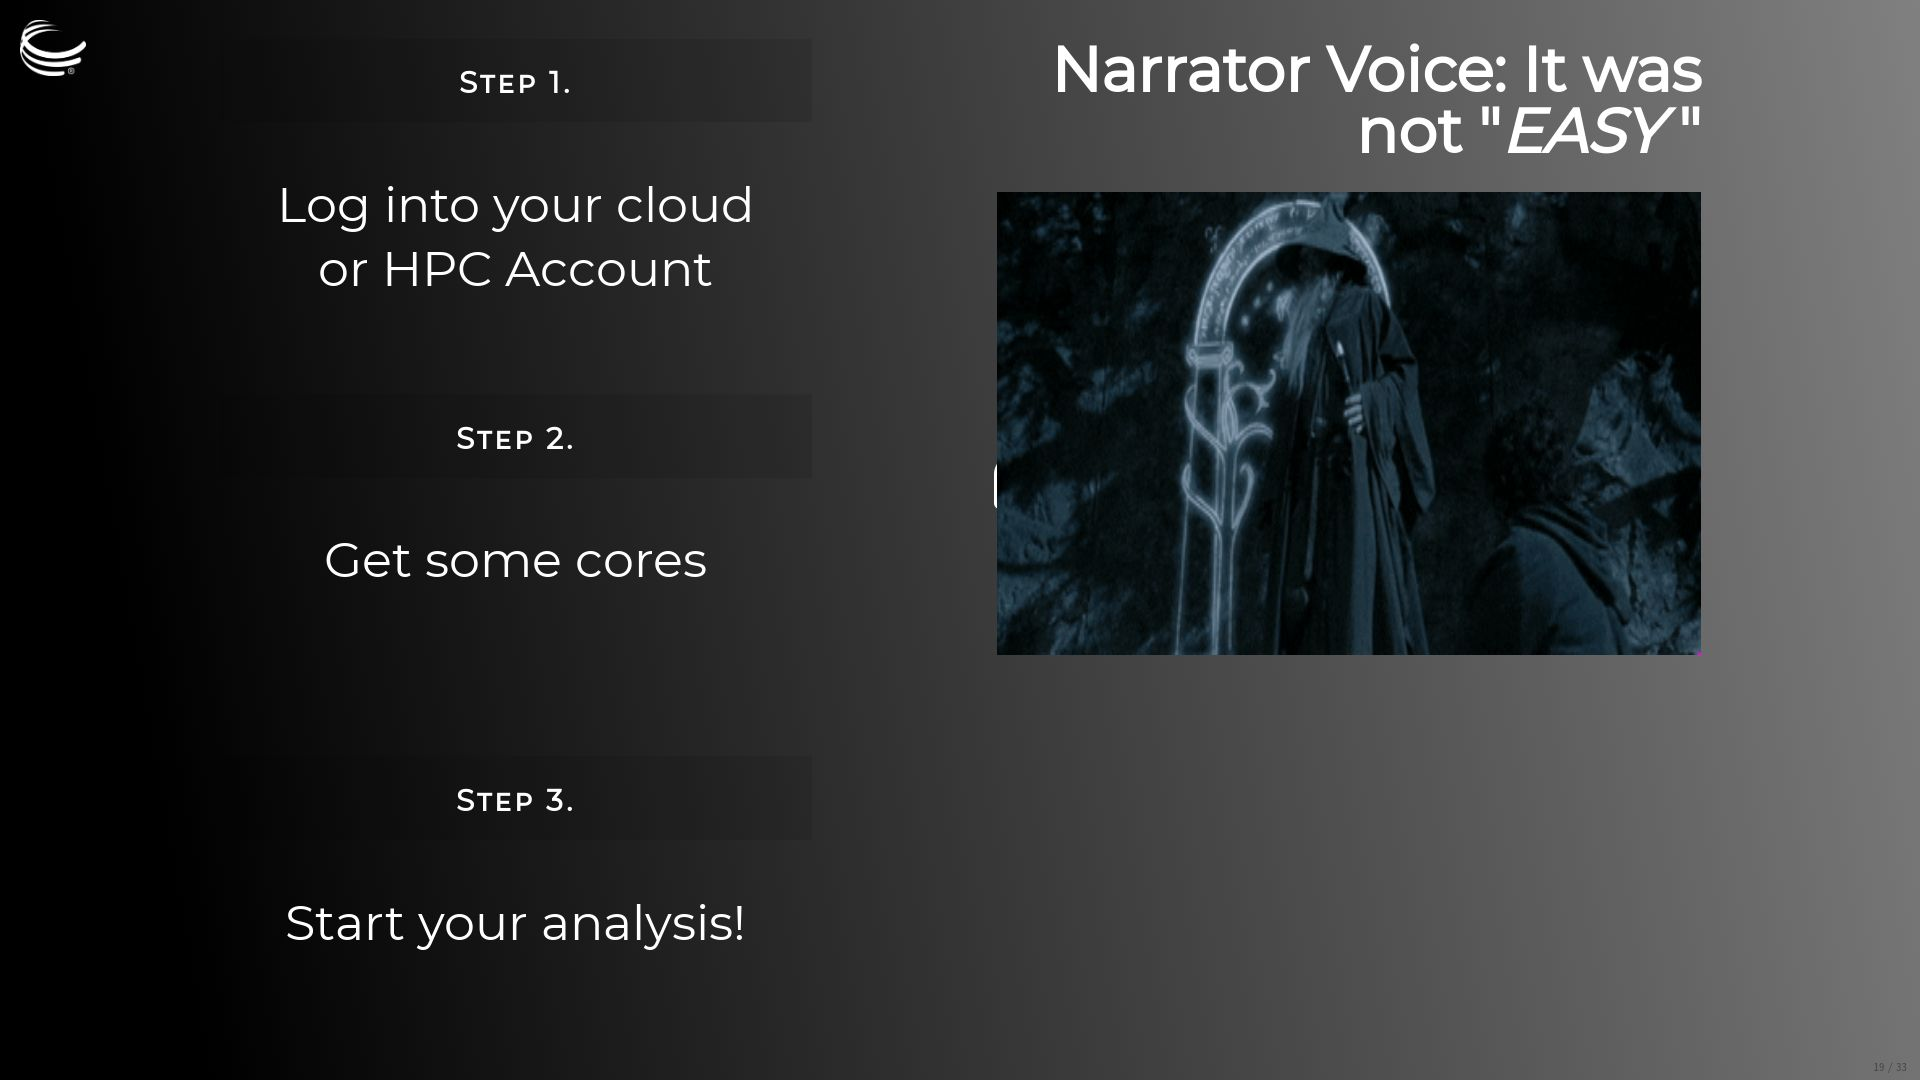 Step 1.
Log into your cloud
or HPC Account
Step 2.
Get some cores
Step 3.
Start your analysis!
Narrator Voice: It was
not "EASY"
19 / 33